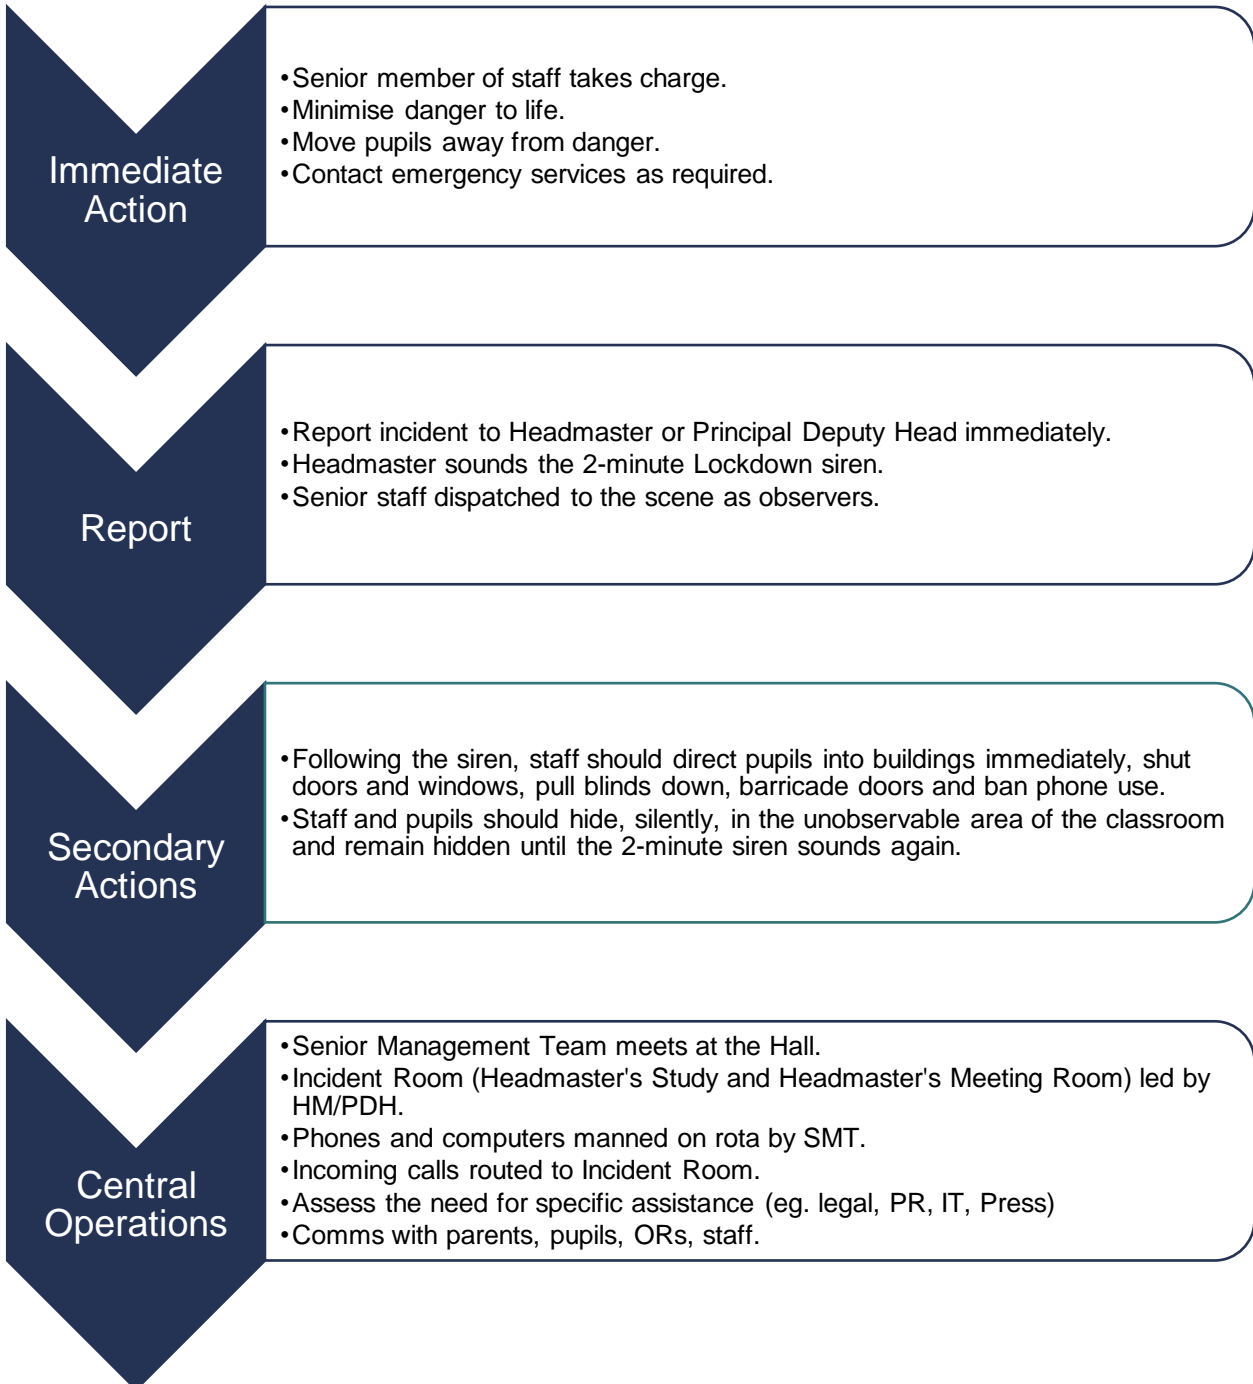 Immediate
Action
•Senior member of staff takes charge.
•Minimise danger to life.
•Move pupils away from danger.
•Contact emergency services as required.
Report
•Report incident to Headmaster or Principal Deputy Head immediately.
•Headmaster sounds the 2-minute Lockdown siren.
•Senior staff dispatched to the scene as observers.
Secondary
Actions
•Following the siren, staff should direct pupils into buildings immediately, shut
doors and windows, pull blinds down, barricade doors and ban phone use.
•Staff and pupils should hide, silently, in the unobservable area of the classroom
and remain hidden until the 2-minute siren sounds again.
Central
Operations
•Senior Management Team meets at the Hall.
•Incident Room (Headmaster's Study and Headmaster's Meeting Room) led by
HM/PDH.
•Phones and computers manned on rota by SMT.
•Incoming calls routed to Incident Room.
•Assess the need for specific assistance (eg. legal, PR, IT, Press)
•Comms with parents, pupils, ORs, staff.